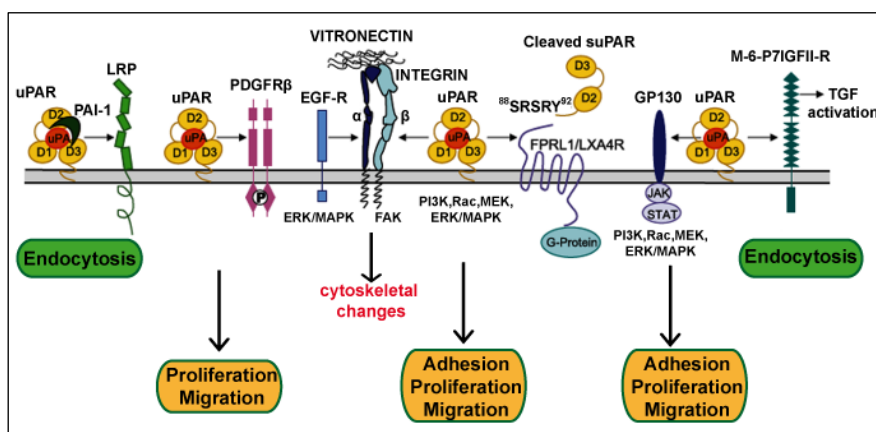 VITRONECTIN
Cleaved suPAR
D3
D2
M-6-P7IGFII-R
LRP
uPAR
PAI-1
D2
uPA
D1
D3
uPAR
D2
uPA
D1
D3
PDGFRβ
P
EGF-R
INTEGRIN
α
β
uPAR
D2
uPA
D1
D3
88SRSRY92
FPRL1/LXA4R
GP130
uPAR
D2
uPA
D1
D3
TGF
activation
ERK/MAPK
FAK
PI3K,Rac,MEK,
ERK/MAPK
G-Protein
JAK
STAT
PI3K,Rac,MEK,
ERK/MAPK
Endocytosis
Endocytosis
cytoskeletal
changes
Proliferation
Migration
Adhesion
Proliferation
Migration
Adhesion
Proliferation
Migration